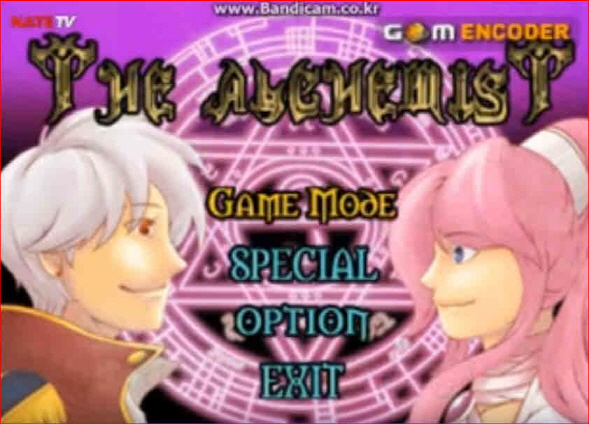 www.Bandicam.co.kr
NATE TV
GOM ENCODER
THE ALCHEMIST
GAME MODE
SPECIAL
OPTION
EXIT